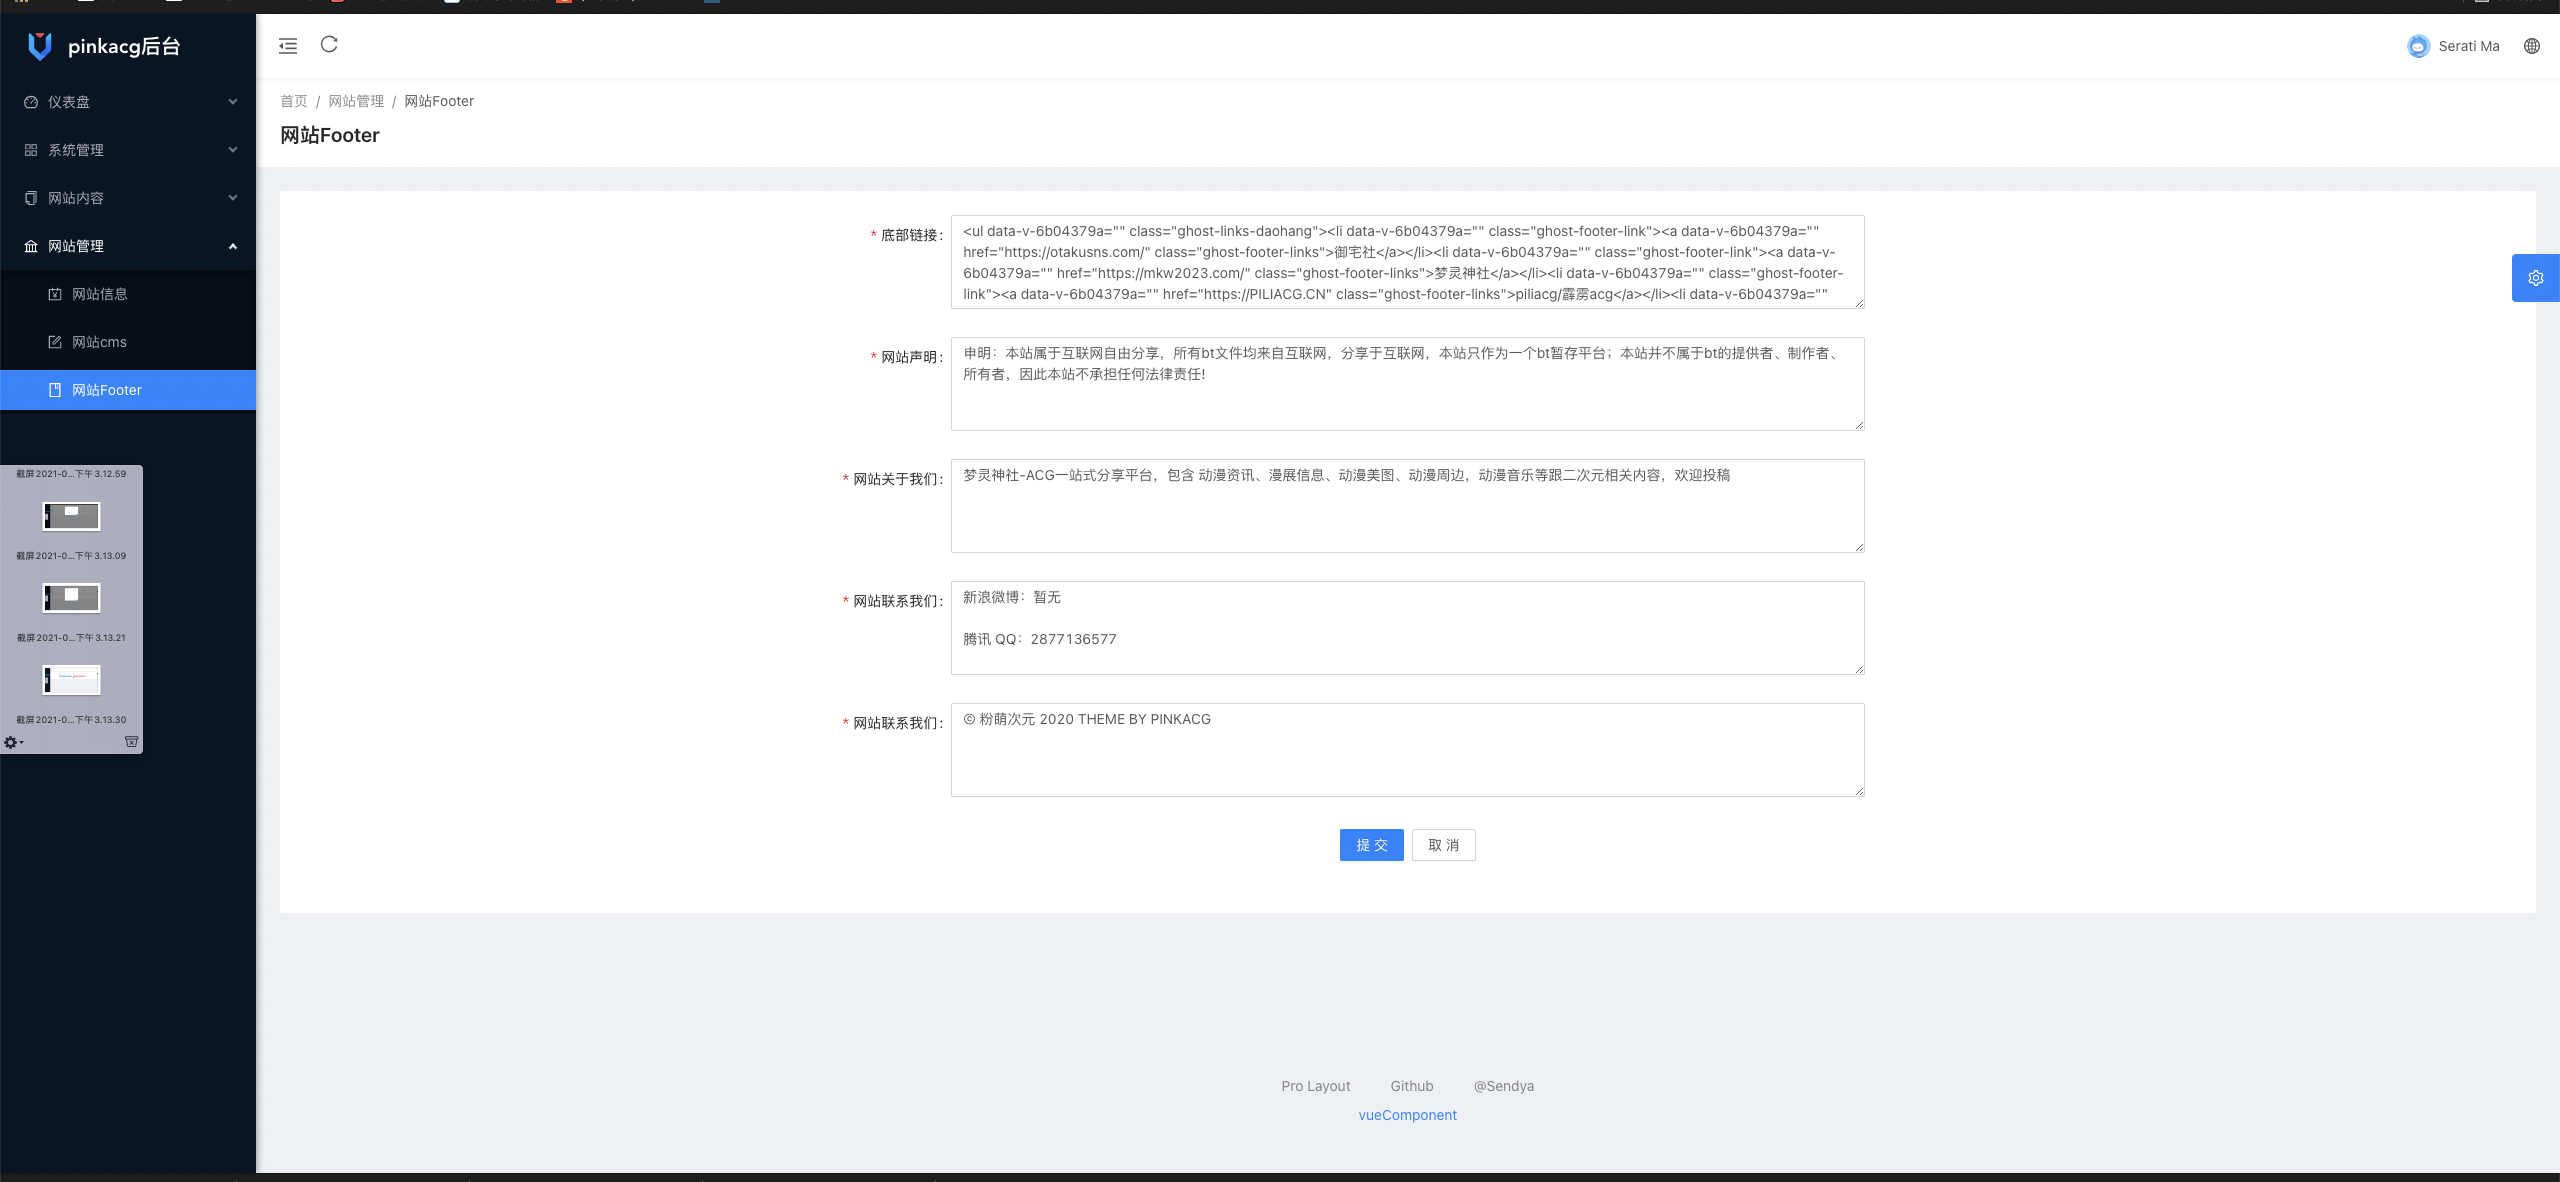 pinkacg后台
Serati Ma
仪表盘
系统管理
网站内容
网站管理
网站信息
网站cms
网站Footer
截屏2021-0...下午3.12.59
截屏2021-0...下午3.13.09
截屏2021-0...下午3.13.21
截屏2021-0...下午3.13.30
首页 / 网站管理 / 网站Footer
网站Footer
* 底部链接:
<ul data-v-6b04379a="" class="ghost-links-daohang"><li data-v-6b04379a="" class="ghost-footer-link"><a data-v-6b04379a=""
href="https://otakusns.com/" class="ghost-footer-links">御宅社</a></li><li data-v-6b04379a="" class="ghost-footer-link"><a data-v-
6b04379a="" href="https://mkw2023.com/" class="ghost-footer-links">梦灵神社</a></li><li data-v-6b04379a="" class="ghost-footer-
link"><a data-v-6b04379a="" href="https://PILIACG.CN" class="ghost-footer-links">piliacg/霹雳acg</a></li><li data-v-6b04379a=""
* 网站声明:
申明：本站属于互联网自由分享，所有bt文件均来自互联网，分享于互联网，本站只作为一个bt暂存平台；本站并不属于bt的提供者、制作者、
所有者，因此本站不承担任何法律责任!
* 网站关于我们:
梦灵神社-ACG一站式分享平台，包含 动漫资讯、漫展信息、动漫美图、动漫周边，动漫音乐等跟二次元相关内容，欢迎投稿
* 网站联系我们:
新浪微博：暂无
腾讯 QQ：2877136577
* 网站联系我们:
© 粉萌次元 2020 THEME BY PINKACG
提 交
取 消
Pro Layout Github @Sendya
vueComponent